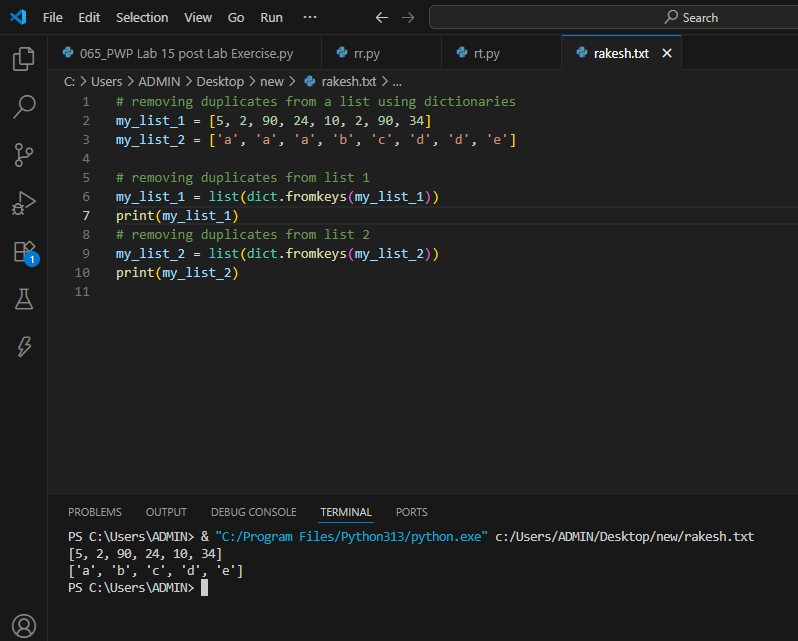 File Edit Selection View Go Run ··· Search
065_PWP Lab 15 post Lab Exercise.py rr.py rt.py rakesh.txt
C: > Users > ADMIN > Desktop > new > rakesh.txt > ...
1 # removing duplicates from a list using dictionaries
2 my_list_1 = [5, 2, 90, 24, 10, 2, 90, 34]
3 my_list_2 = ['a', 'a', 'a', 'b', 'c', 'd', 'd', 'e']
4
5 # removing duplicates from list 1
6 my_list_1 = list(dict.fromkeys(my_list_1))
7 print(my_list_1)
8 # removing duplicates from list 2
9 my_list_2 = list(dict.fromkeys(my_list_2))
10 print(my_list_2)
11
1
PROBLEMS OUTPUT DEBUG CONSOLE TERMINAL PORTS
PS C:\Users\ADMIN> & "C:/Program Files/Python313/python.exe" c:/Users/ADMIN/Desktop/new/rakesh.txt
[5, 2, 90, 24, 10, 34]
['a', 'b', 'c', 'd', 'e']
PS C:\Users\ADMIN>